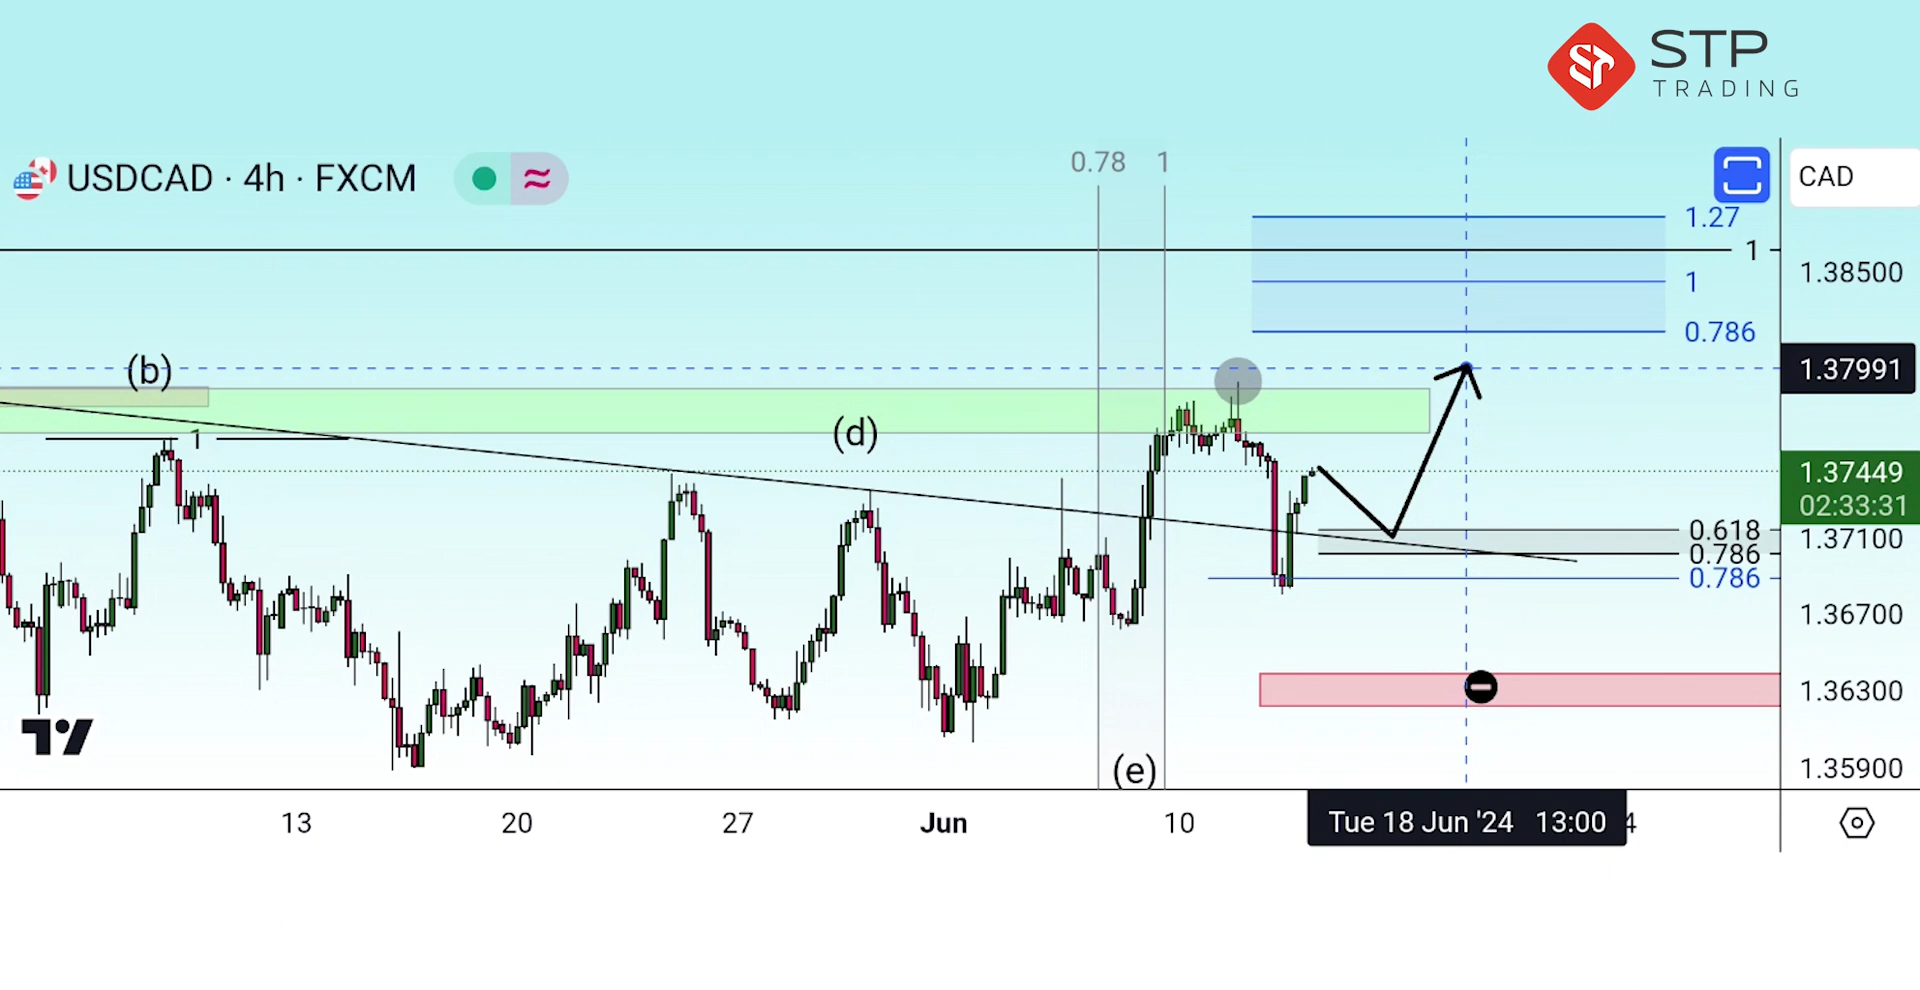 STP
TRADING
USDCAD · 4h · FXCM
0.78 1
CAD
1.27
1
1.38500
1
0.786
(b)
1.37991
(d)
1
1.37449
02:33:31
0.618
1.37100
0.786
0.786
1.36700
1.36300
(e)
1.35900
13 20 27 Jun 10 Tue 18 Jun '24 13:00 4